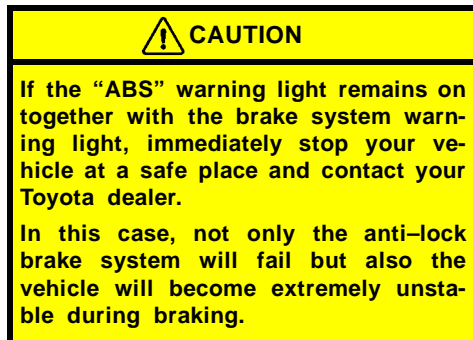 CAUTION
If the “ABS” warning light remains on
together with the brake system warn-
ing light, immediately stop your ve-
hicle at a safe place and contact your
Toyota dealer.
In this case, not only the anti–lock
brake system will fail but also the
vehicle will become extremely unsta-
ble during braking.